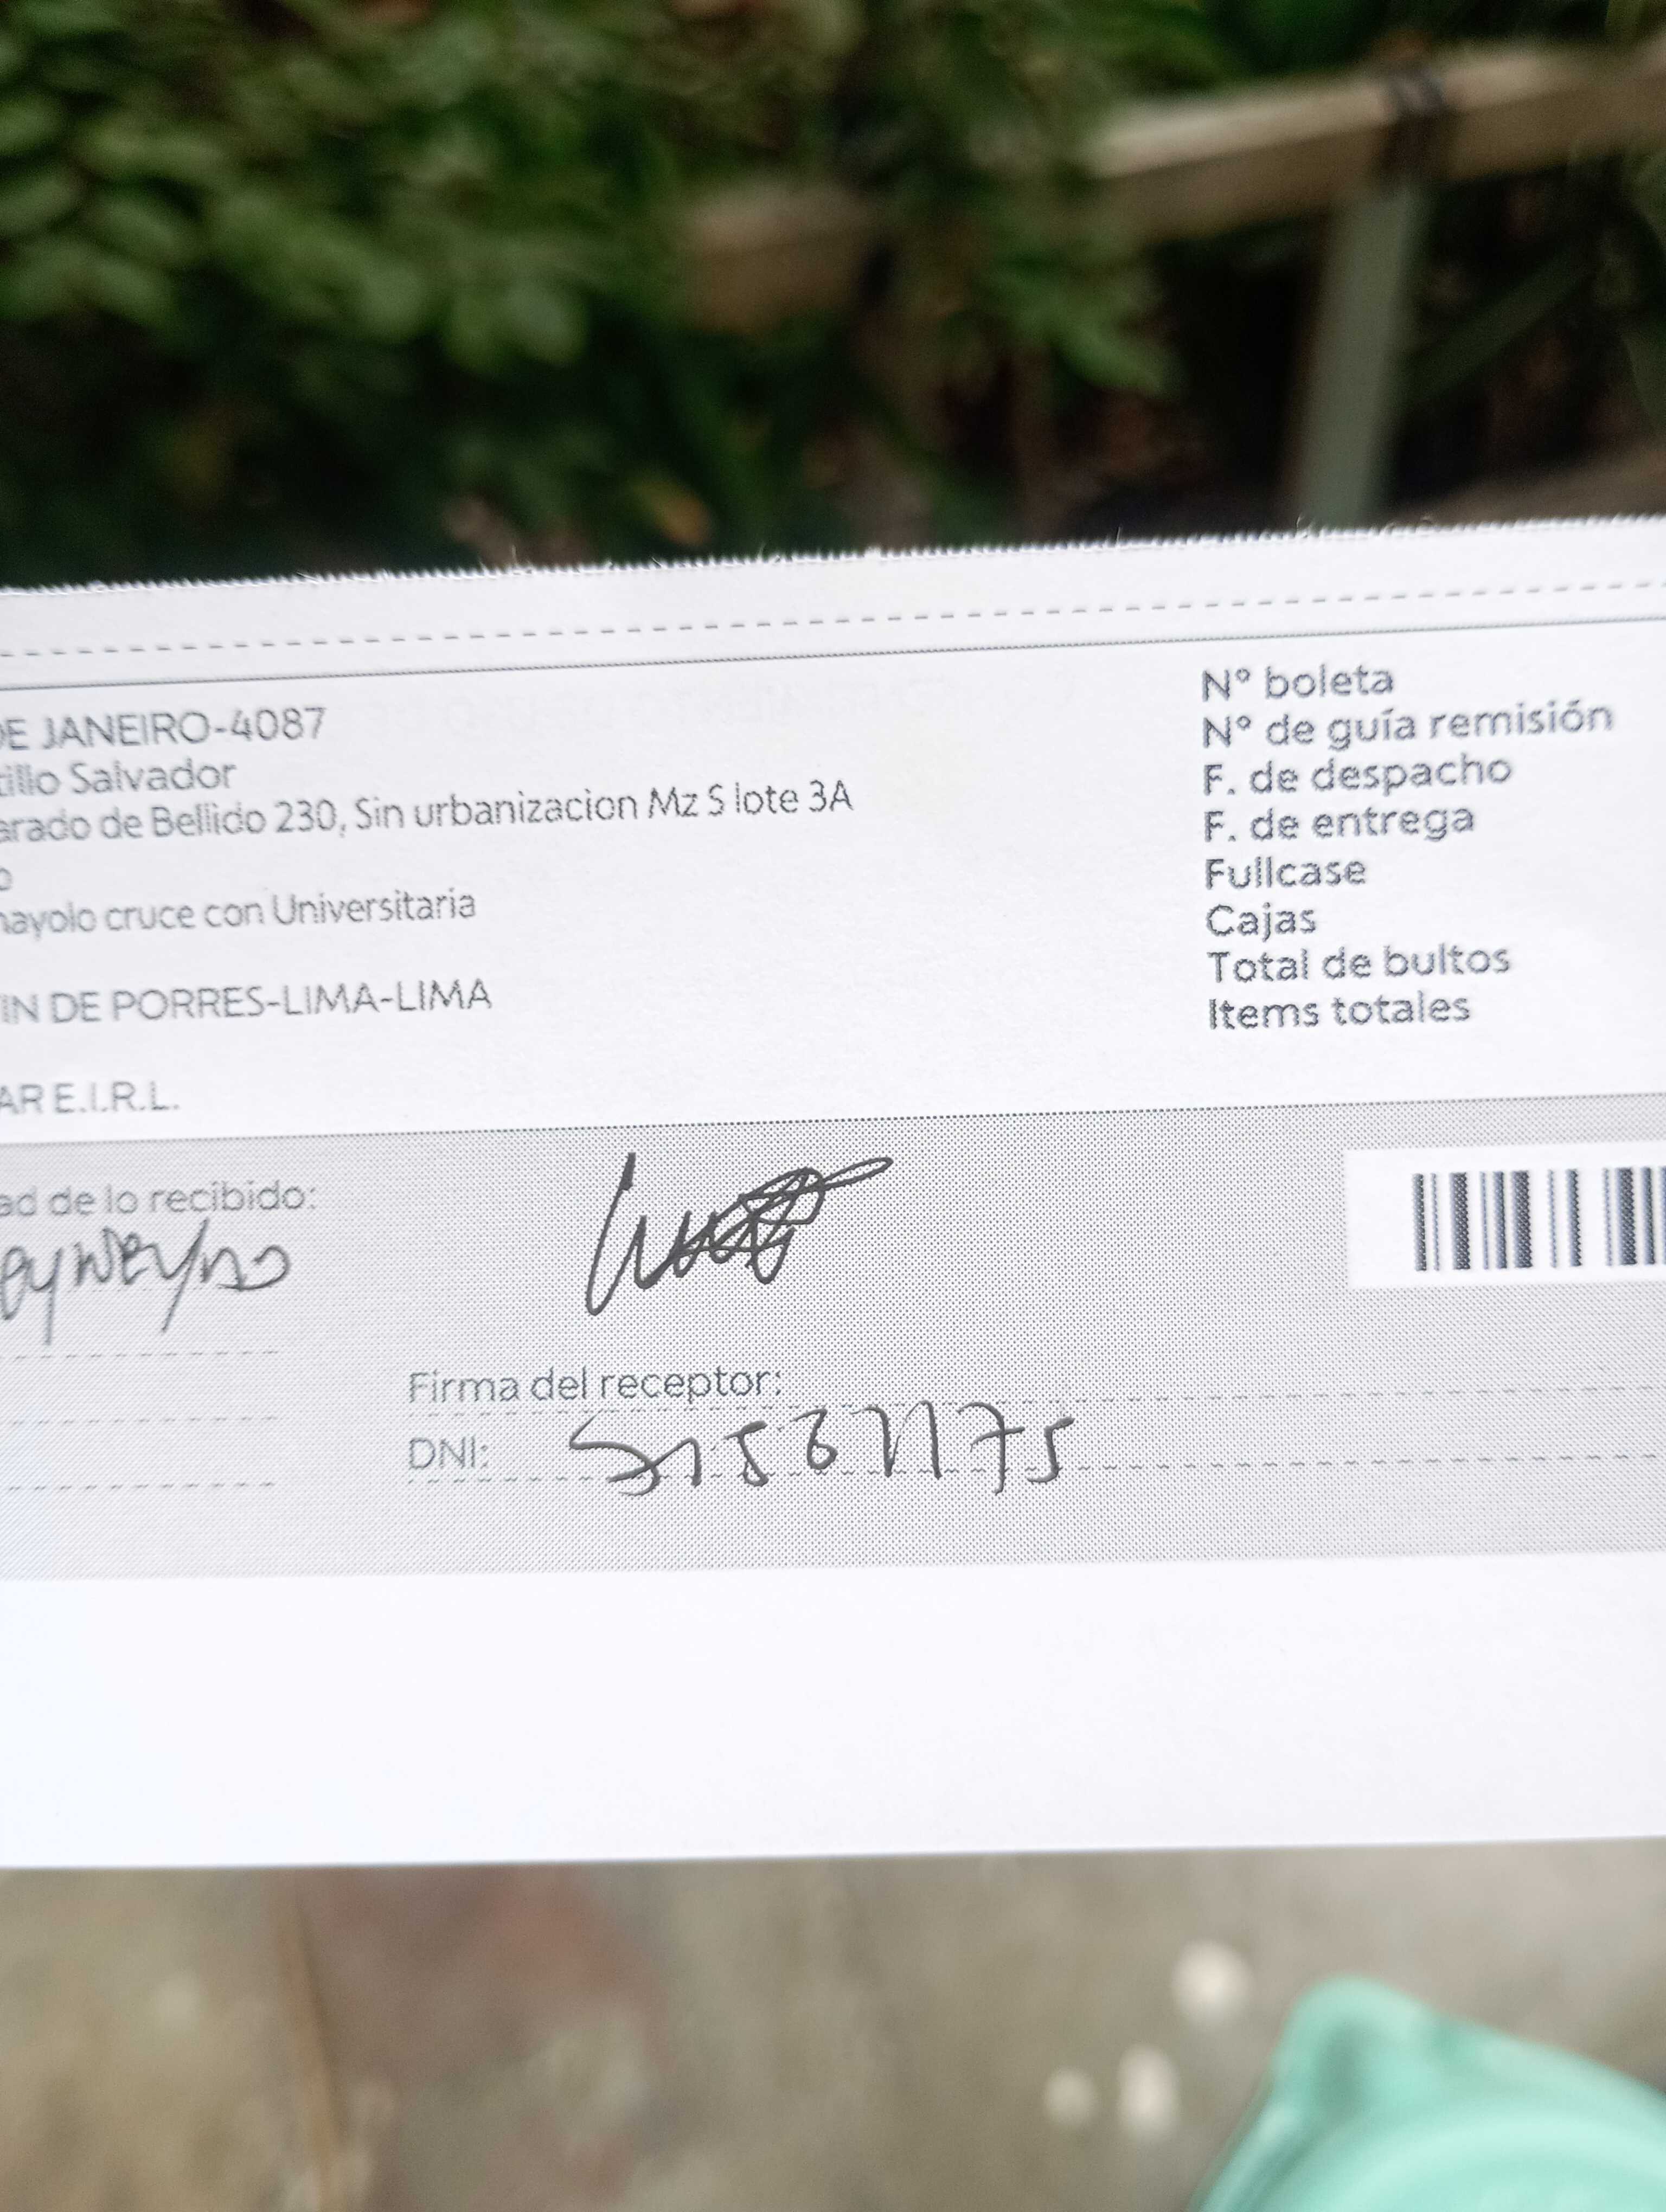 DE JANEIRO-4087
tillo Salvador
arado de Bellido 230, Sin urbanizacion Mz S lote 3A
o
nayolo cruce con Universitaria
IN DE PORRES-LIMA-LIMA
AR E.I.R.L.
N° boleta
N° de guía remisión
F. de despacho
F. de entrega
Fullcase
Cajas
Total de bultos
Items totales
ad de lo recibido:
Firma del receptor:
DNI: